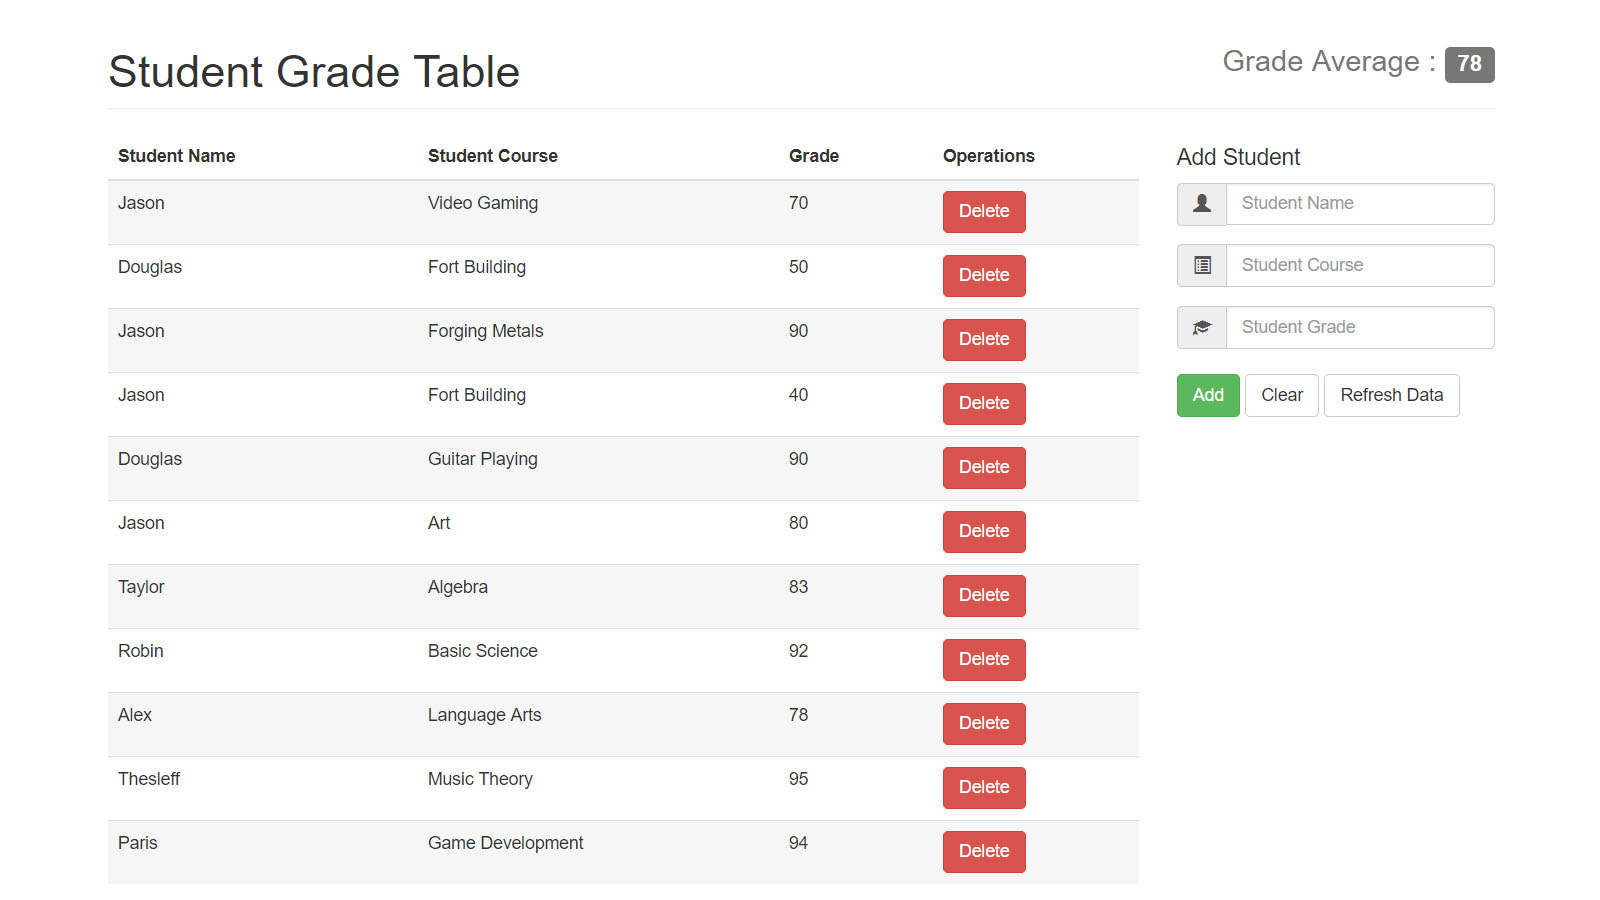 Student Grade Table
Grade Average : 78
Student Name Student Course Grade Operations
Jason Video Gaming 70 Delete
Douglas Fort Building 50 Delete
Jason Forging Metals 90 Delete
Jason Fort Building 40 Delete
Douglas Guitar Playing 90 Delete
Jason Art 80 Delete
Taylor Algebra 83 Delete
Robin Basic Science 92 Delete
Alex Language Arts 78 Delete
Thesleff Music Theory 95 Delete
Paris Game Development 94 Delete
Add Student
Student Name
Student Course
Student Grade
Add Clear Refresh Data